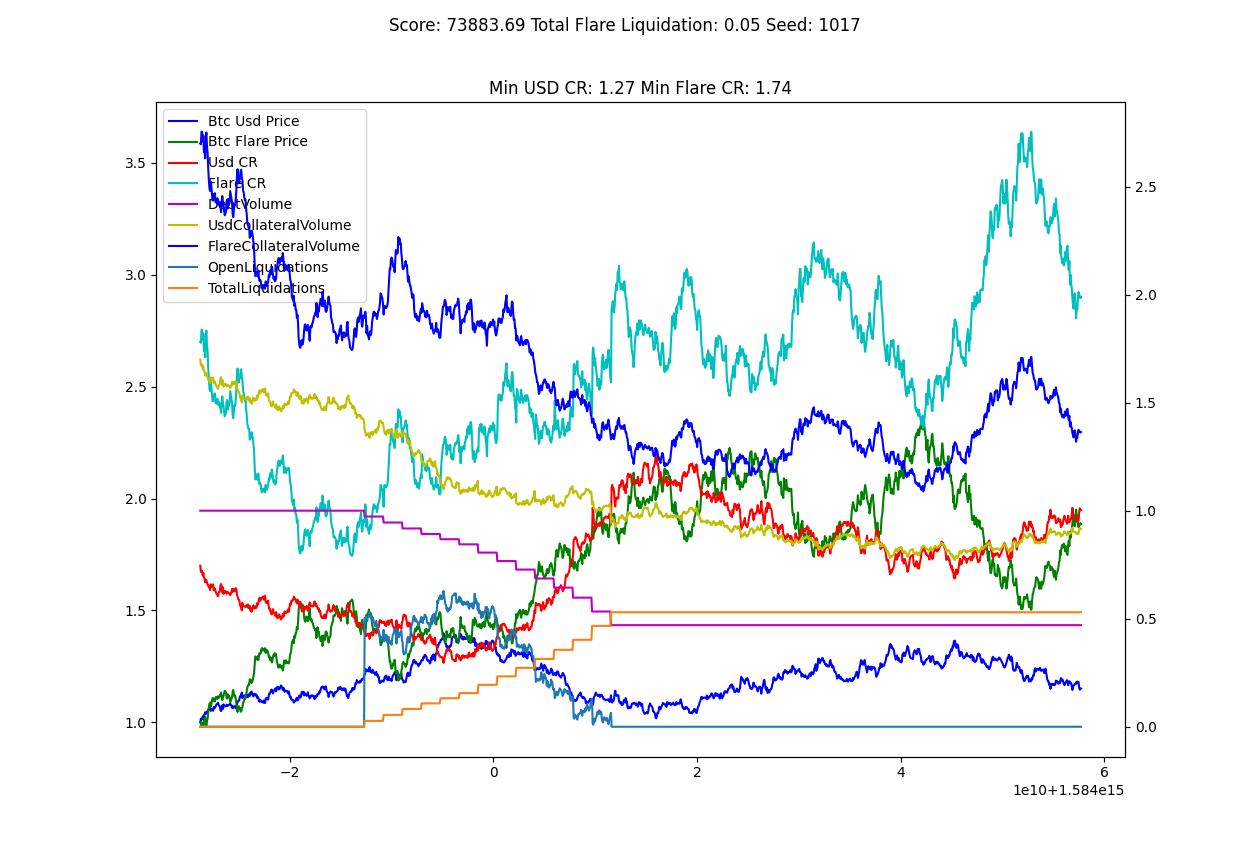 Score: 73883.69 Total Flare Liquidation: 0.05 Seed: 1017
Min USD CR: 1.27 Min Flare CR: 1.74
Btc Usd Price
Btc Flare Price
Usd CR
Flare CR
DebtVolume
UsdCollateralVolume
FlareCollateralVolume
OpenLiquidations
TotalLiquidations
3.5
3.0
2.5
2.0
1.5
1.0
2.5
2.0
1.5
1.0
0.5
0.0
−2
0
2
4
6
1e10+1.584e15